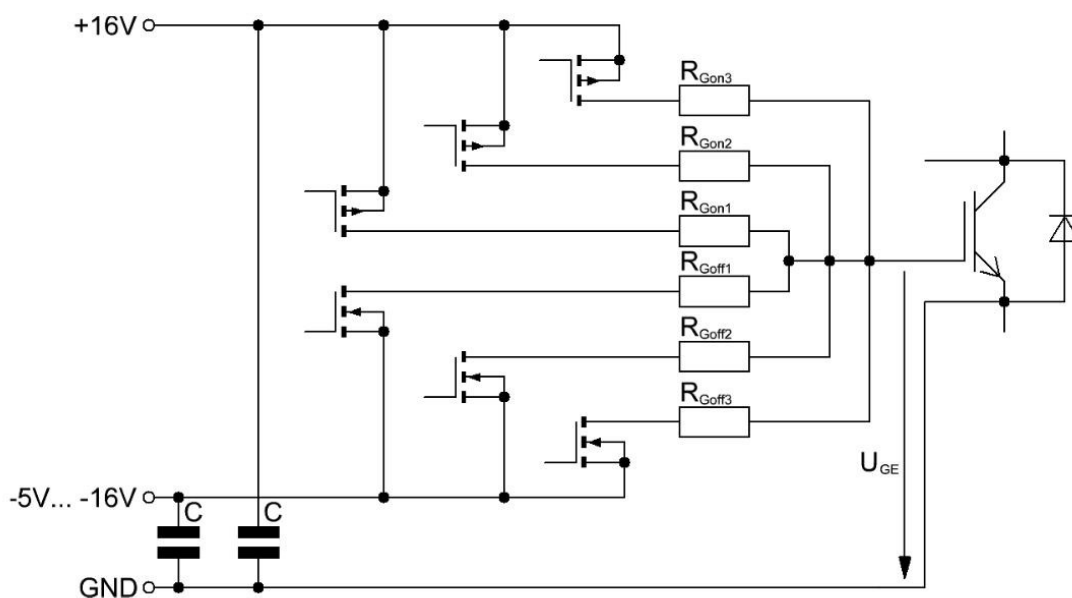 +16V
R_Gon3
R_Gon2
R_Gon1
R_Goff1
R_Goff2
R_Goff3
U_GE
-5V... -16V
C C
GND